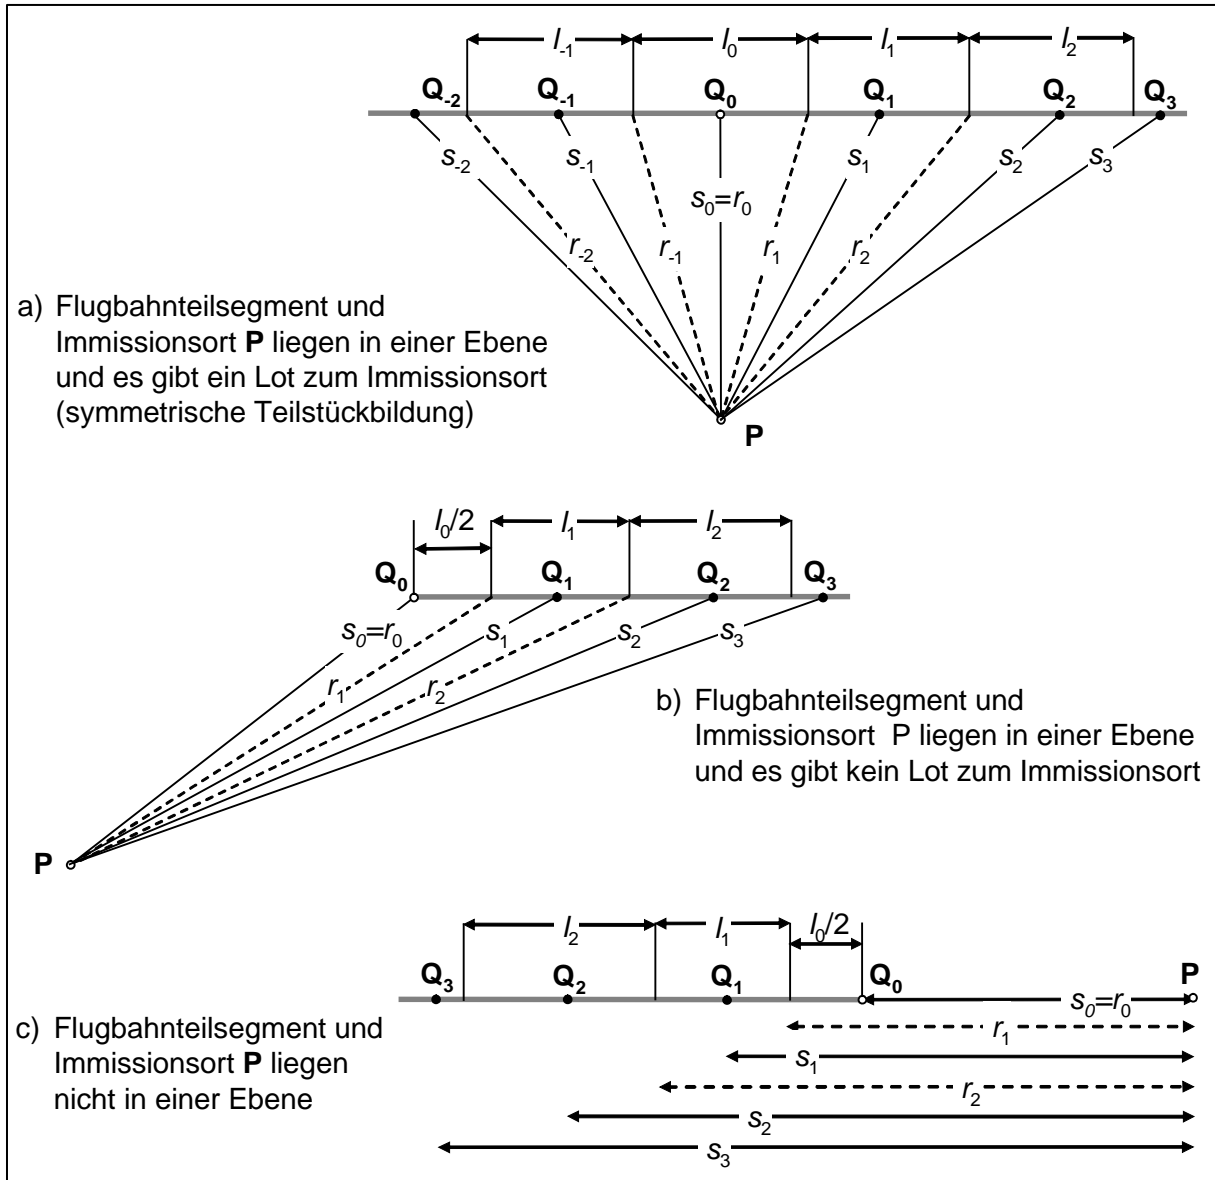 l-1 l0 l1 l2
Q-2 Q-1 Q0 Q1 Q2 Q3
s-2 s-1 s1 s2 s3
s0=r0
r-2 r-1 r1 r2
a) Flugbahnteilsegment und
Immissionsort P liegen in einer Ebene
und es gibt ein Lot zum Immissionsort
(symmetrische Teilstückbildung)
P
l0/2 l1 l2
Q0 Q1 Q2 Q3
s0=r0 s1 s2 s3
r1 r2
b) Flugbahnteilsegment und
Immissionsort P liegen in einer Ebene
und es gibt kein Lot zum Immissionsort
P
l2 l1 l0/2
Q3 Q2 Q1 Q0 P
s0=r0
c) Flugbahnteilsegment und
Immissionsort P liegen
nicht in einer Ebene
r1
s1
r2
s2
s3